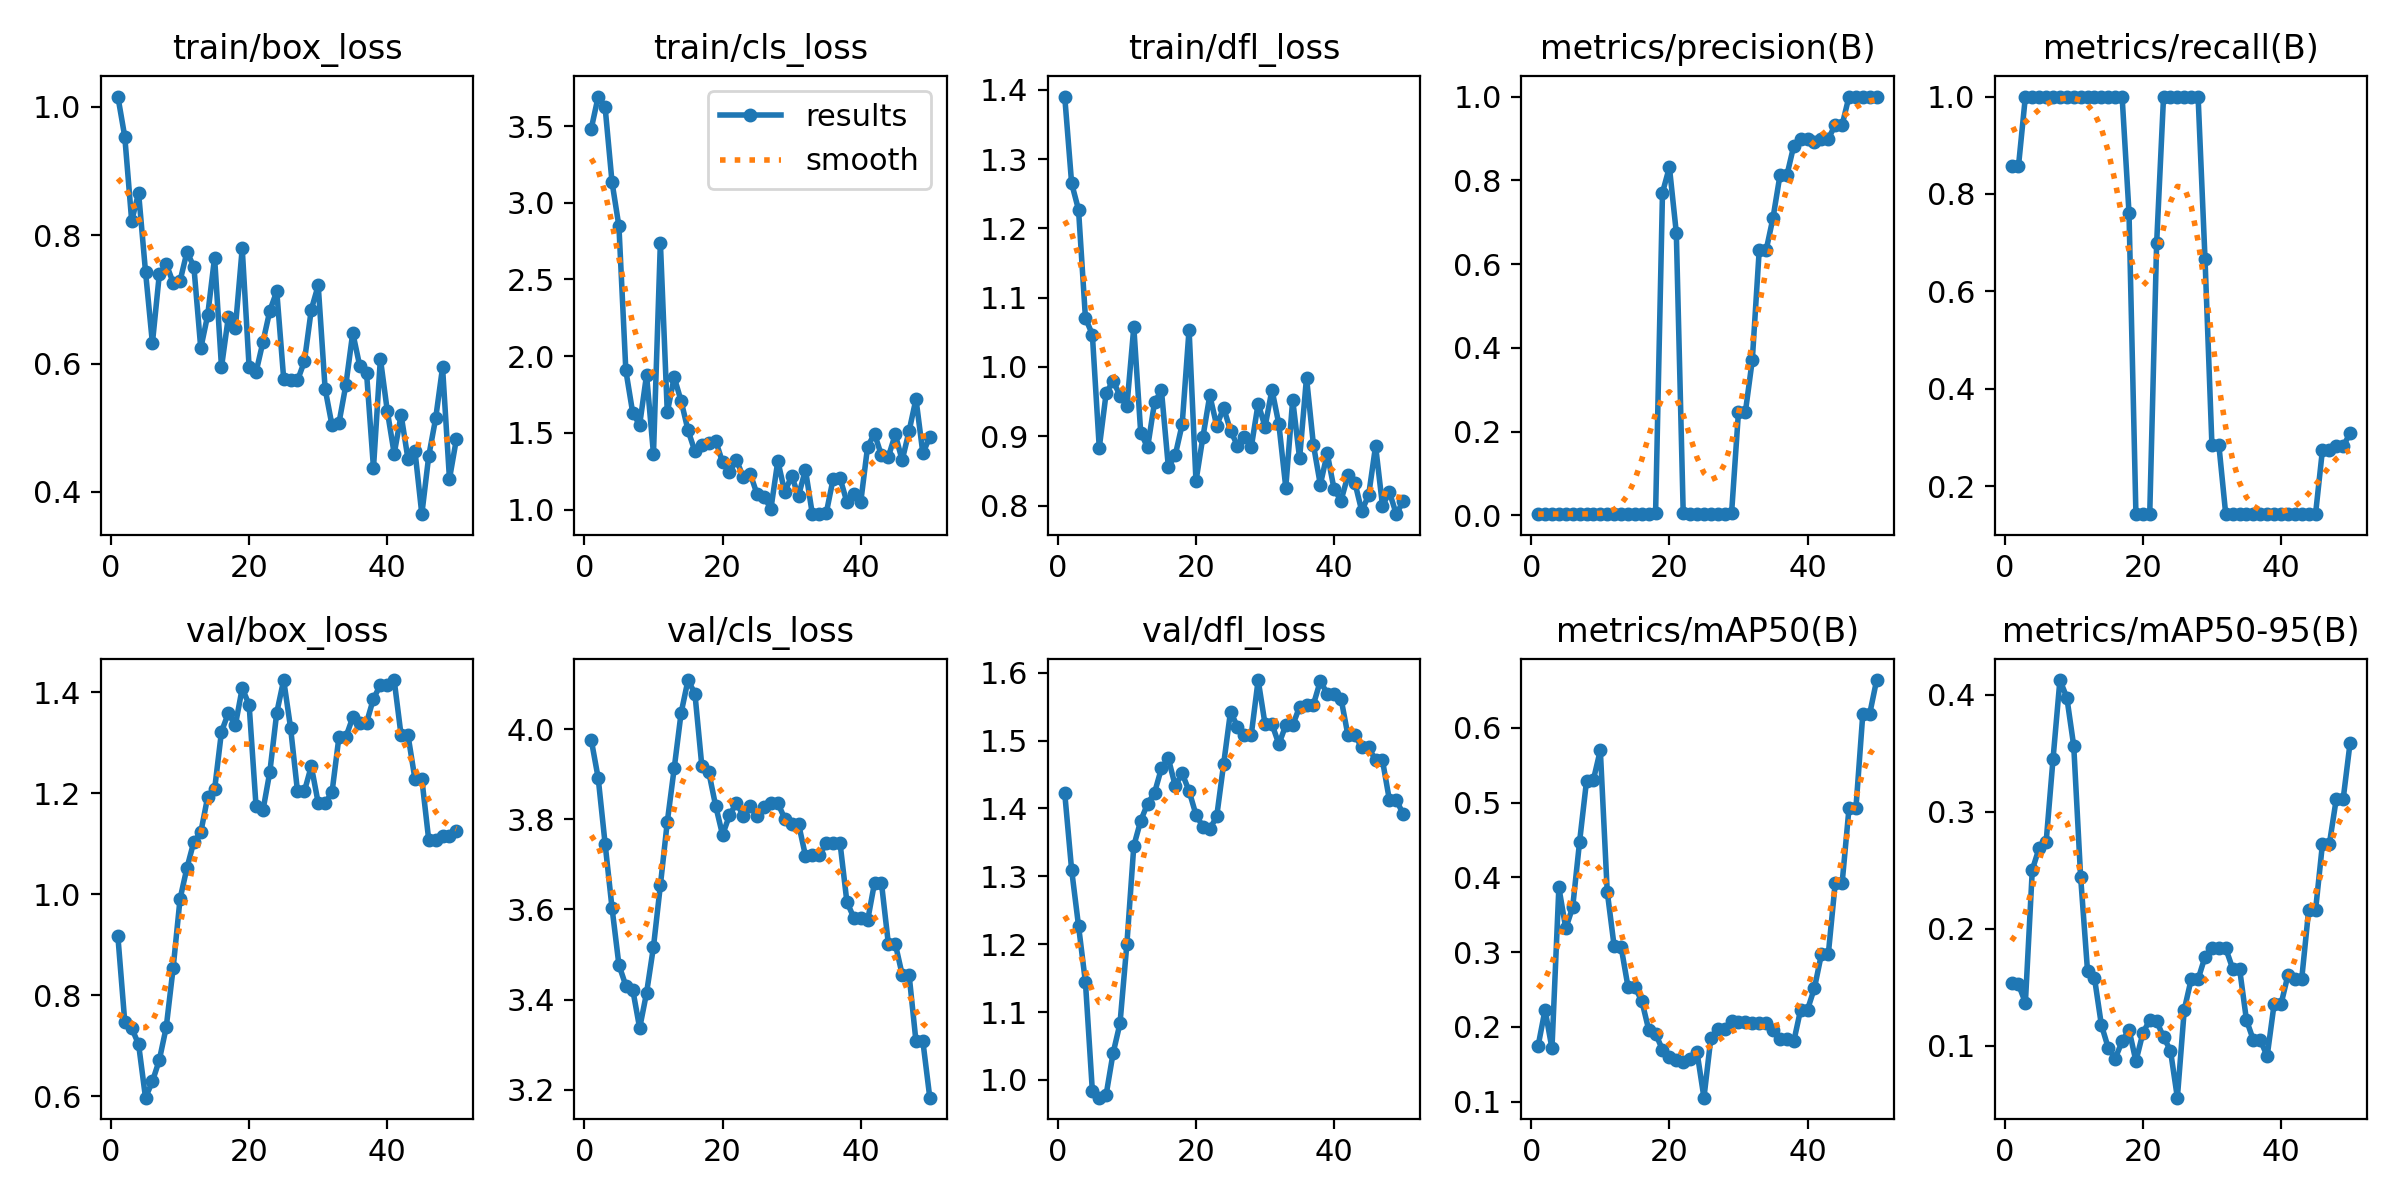 train/box_loss
1.0
0.8
0.6
0.4
0 20 40
train/cls_loss
results
smooth
3.5
3.0
2.5
2.0
1.5
1.0
0 20 40
train/dfl_loss
1.4
1.3
1.2
1.1
1.0
0.9
0.8
0 20 40
metrics/precision(B)
1.0
0.8
0.6
0.4
0.2
0.0
0 20 40
metrics/recall(B)
1.0
0.8
0.6
0.4
0.2
0 20 40
val/box_loss
1.4
1.2
1.0
0.8
0.6
0 20 40
val/cls_loss
4.0
3.8
3.6
3.4
3.2
0 20 40
val/dfl_loss
1.6
1.5
1.4
1.3
1.2
1.1
1.0
0 20 40
metrics/mAP50(B)
0.6
0.5
0.4
0.3
0.2
0.1
0 20 40
metrics/mAP50-95(B)
0.4
0.3
0.2
0.1
0 20 40